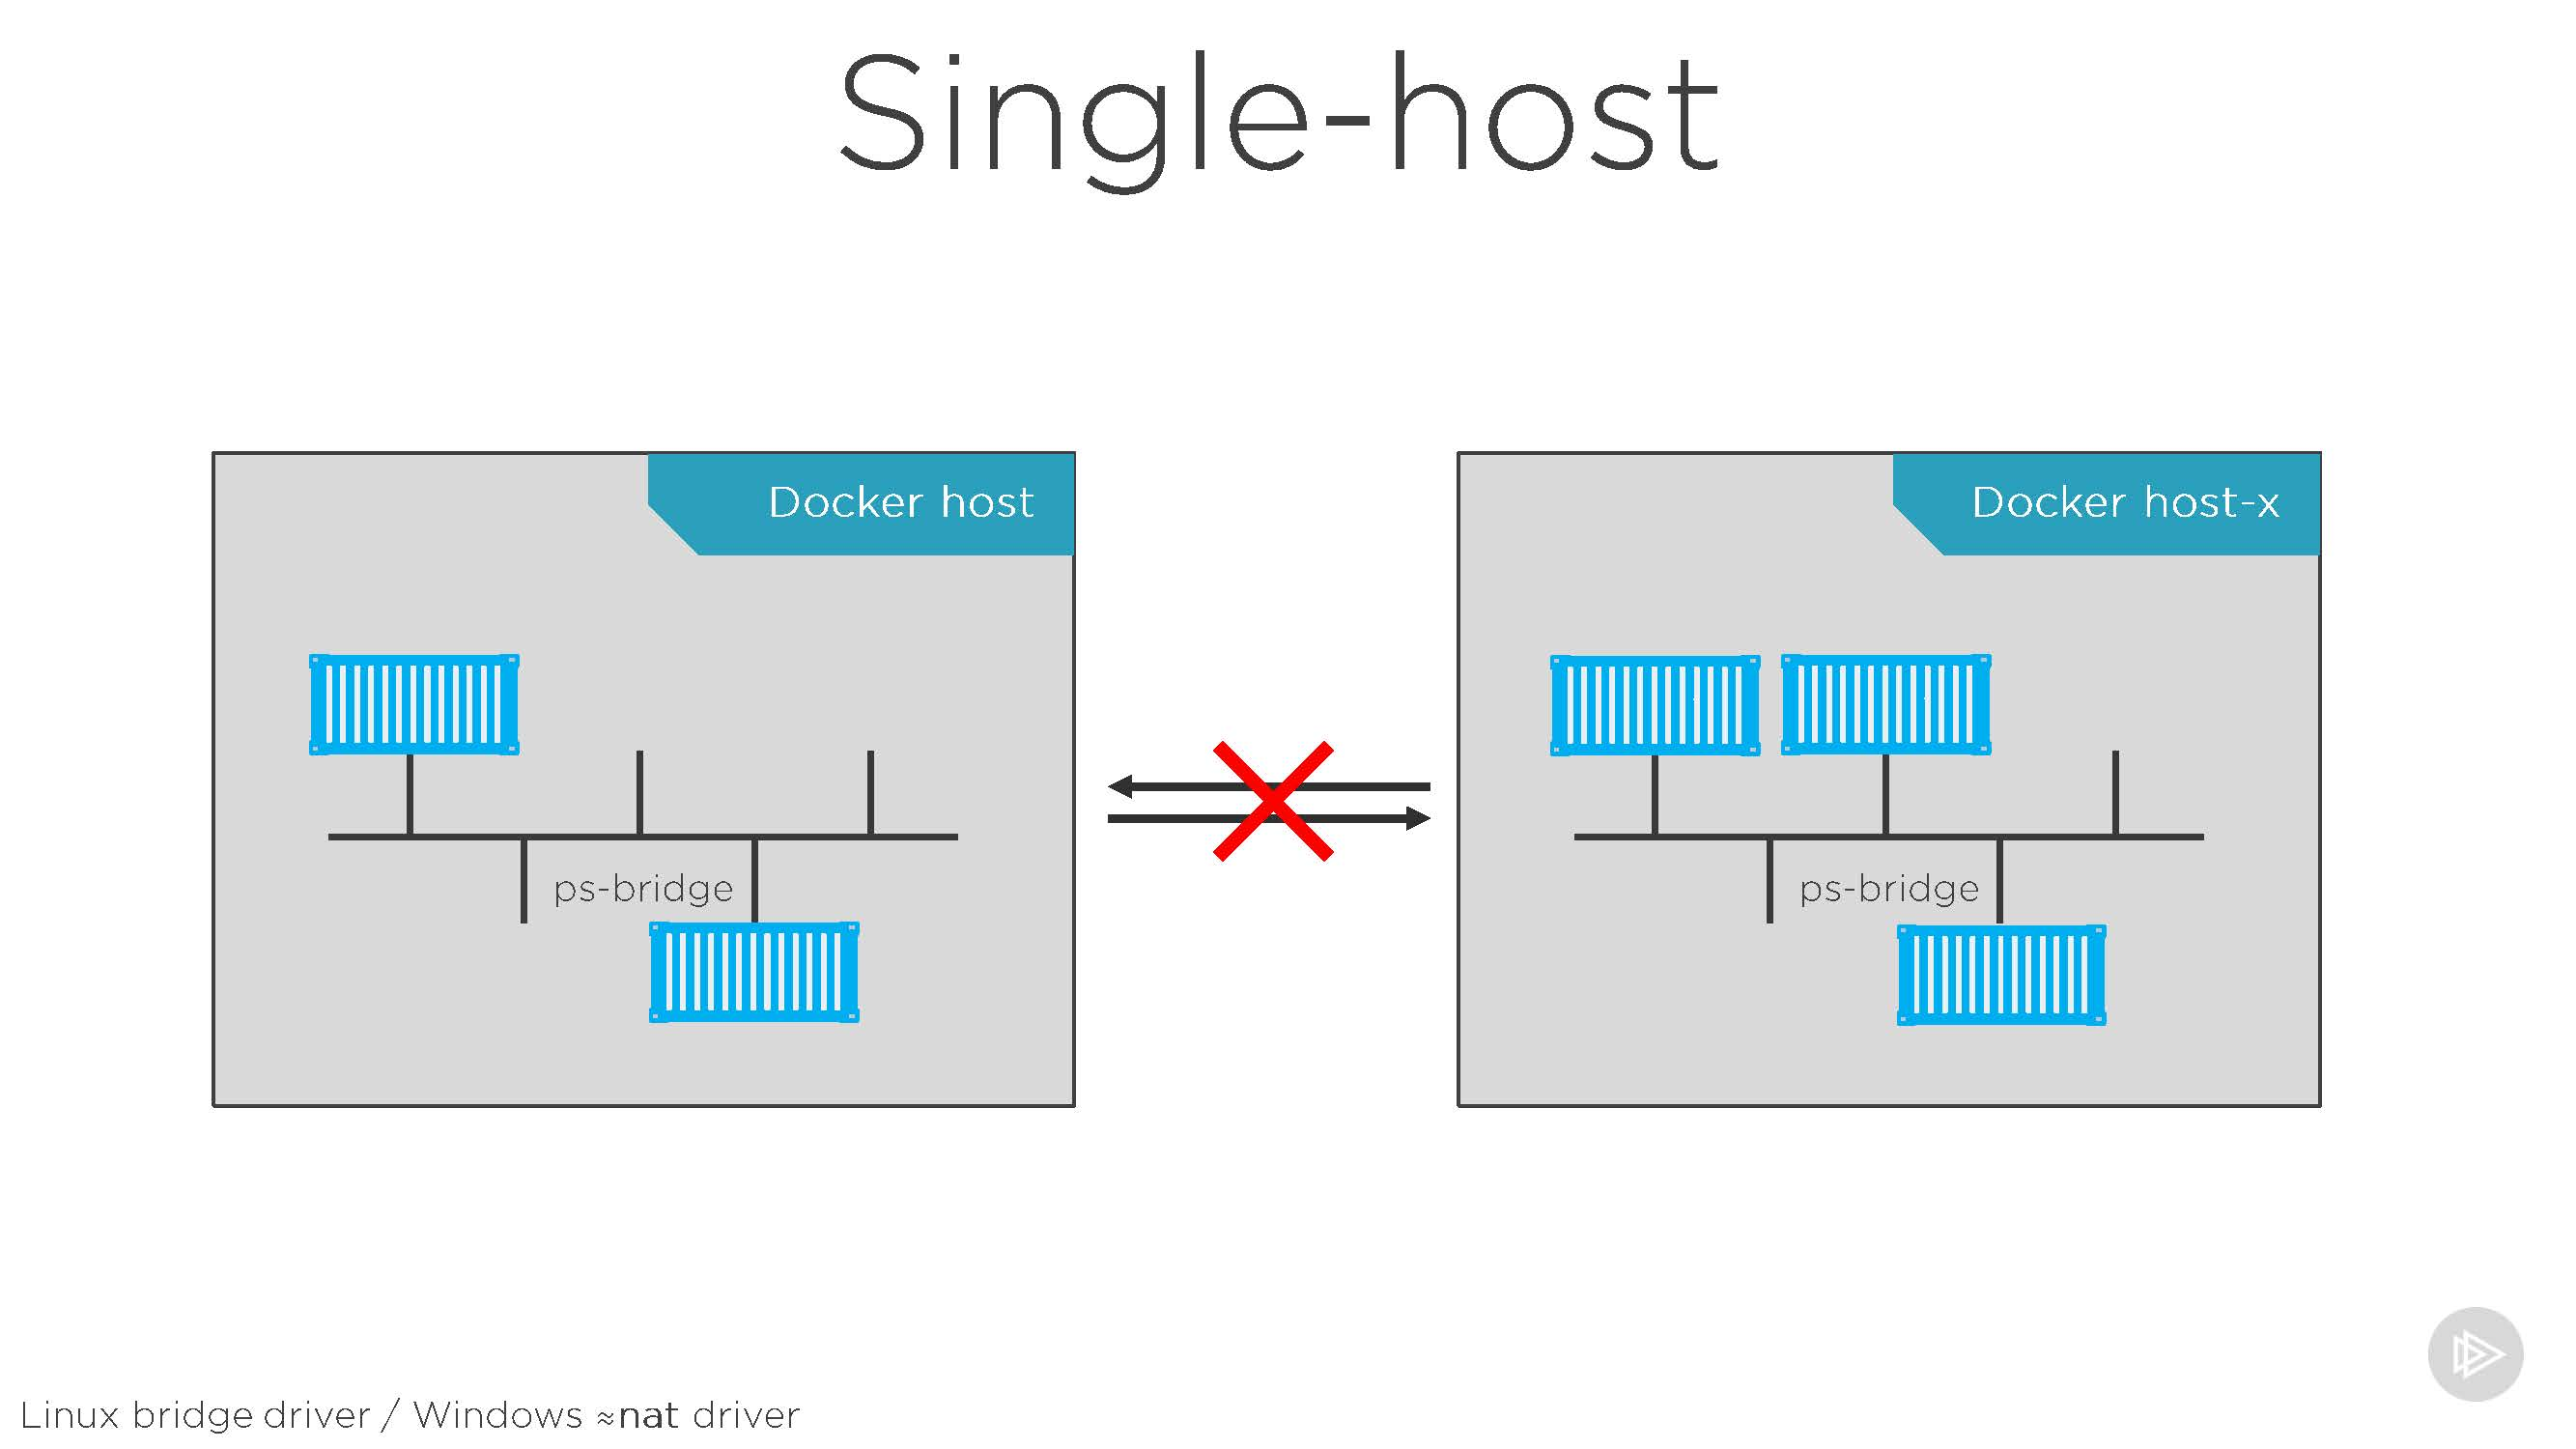 Single-host
Docker host
Docker host-x
ps-bridge
ps-bridge
Linux bridge driver / Windows ≈nat driver